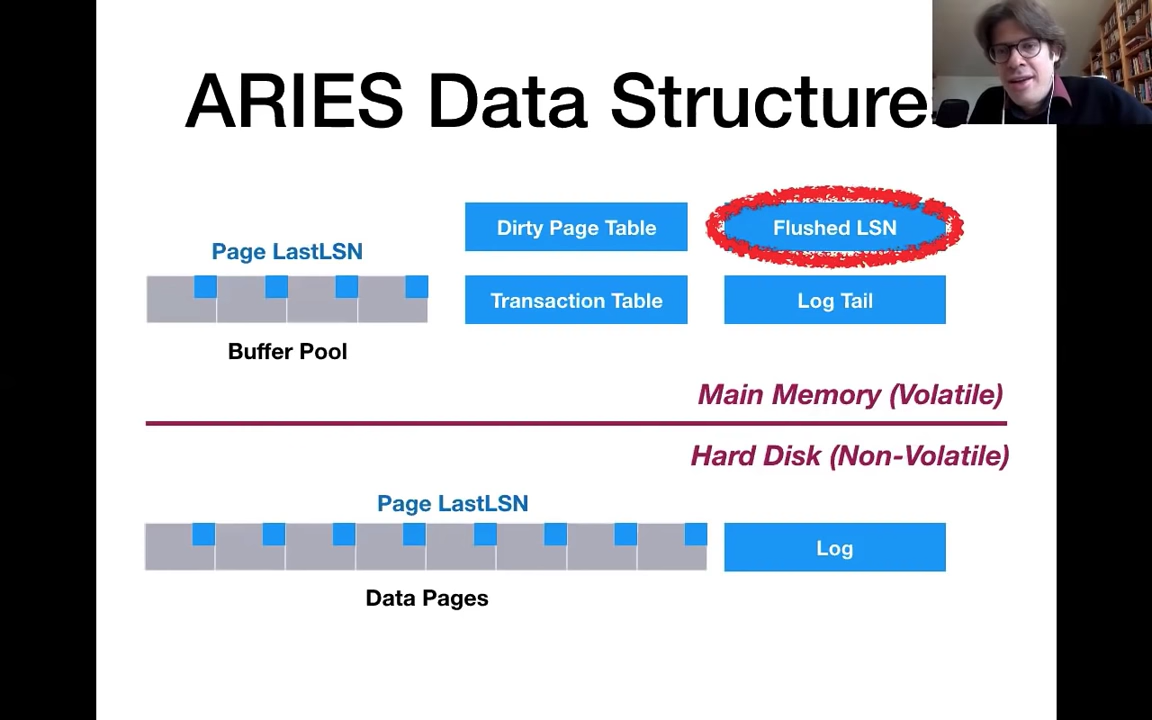 ARIES Data Structures
Dirty Page Table
Flushed LSN
Page LastLSN
Transaction Table
Log Tail
Buffer Pool
Main Memory (Volatile)
Hard Disk (Non-Volatile)
Page LastLSN
Log
Data Pages